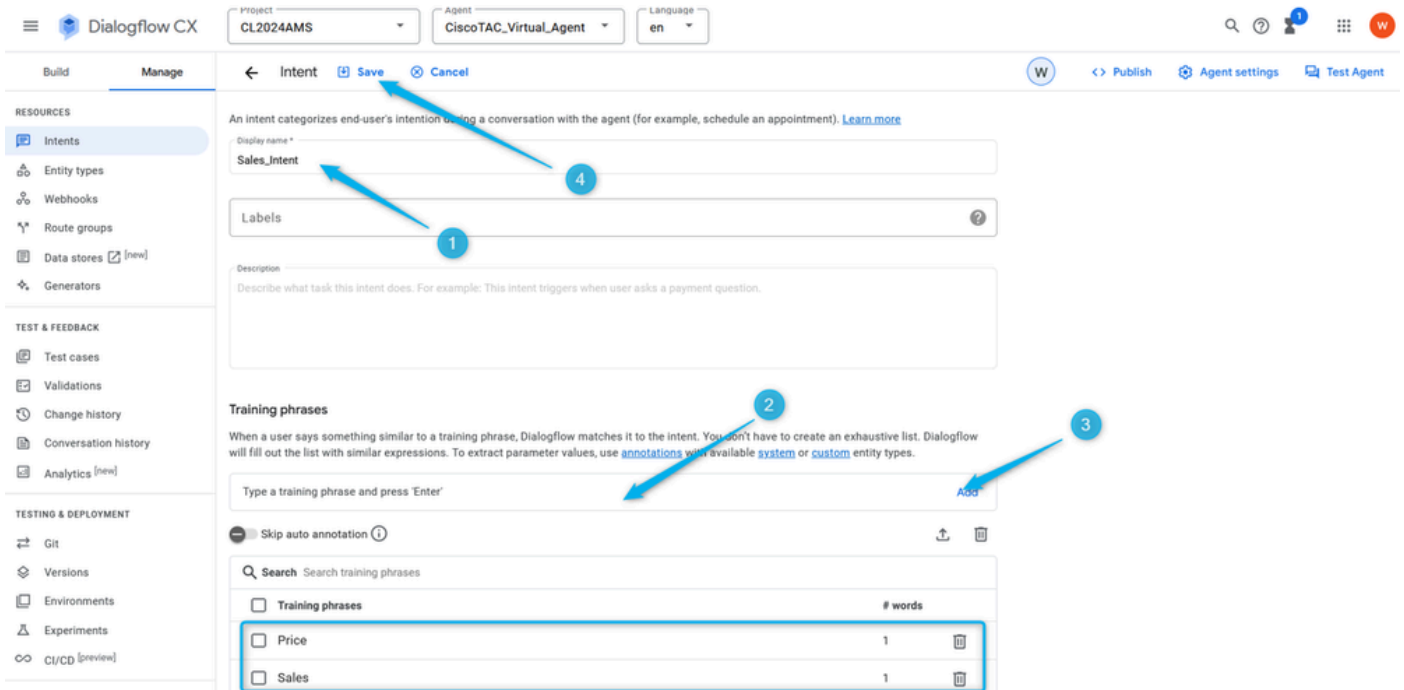 Dialogflow CX
Project
CL2024AMS
Agent
CiscoTAC_Virtual_Agent
Language
en
1
W
Build
Manage
Intent
Save
Cancel
W
<> Publish
Agent settings
Test Agent
RESOURCES
Intents
Entity types
Webhooks
Route groups
Data stores [new]
Generators
TEST & FEEDBACK
Test cases
Validations
Change history
Conversation history
Analytics [new]
TESTING & DEPLOYMENT
Git
Versions
Environments
Experiments
CI/CD [preview]
An intent categorizes end-user's intention during a conversation with the agent (for example, schedule an appointment). Learn more
Display name *
Sales_Intent
4
Labels
1
Description
Describe what task this intent does. For example: This intent triggers when user asks a payment question.
2
3
Training phrases
When a user says something similar to a training phrase, Dialogflow matches it to the intent. You don't have to create an exhaustive list. Dialogflow
will fill out the list with similar expressions. To extract parameter values, use annotations with available system or custom entity types.
Type a training phrase and press 'Enter'
Add
Skip auto annotation
Search Search training phrases
Training phrases # words
Price 1
Sales 1